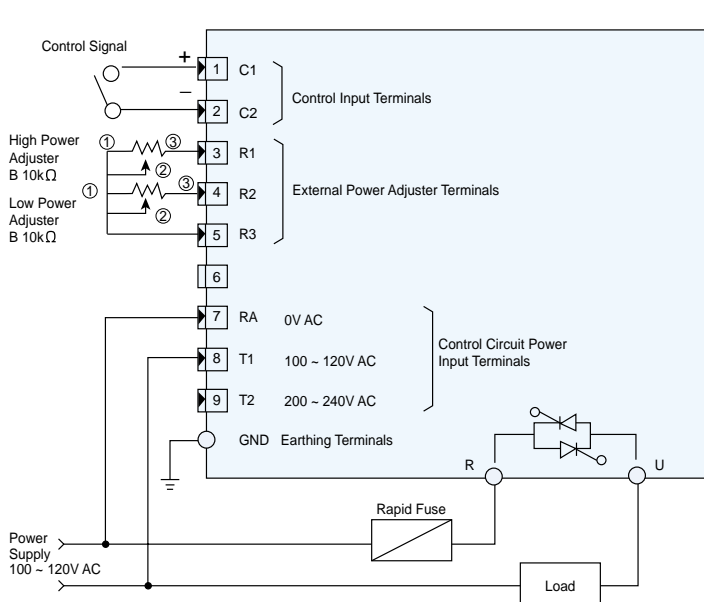 Control Signal
+
1 C1
−
2 C2
Control Input Terminals
High Power
Adjuster
B 10kΩ
① ③
②
3 R1
Low Power
Adjuster
B 10kΩ
① ③
②
4 R2
External Power Adjuster Terminals
5 R3
6
7 RA 0V AC
8 T1 100 ~ 120V AC
9 T2 200 ~ 240V AC
Control Circuit Power
Input Terminals
GND Earthing Terminals
R
U
Rapid Fuse
Power
Supply
100 ~ 120V AC
Load